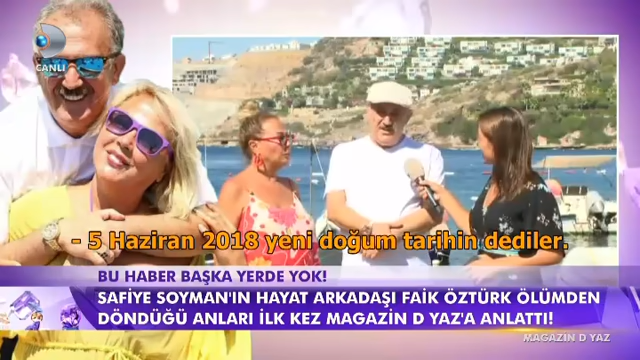 CANLI
- 5 Haziran 2018 yeni doğum tarihin dediler.
BU HABER BAŞKA YERDE YOK!
SAFİYE SOYMAN'IN HAYAT ARKADAŞI FAİK ÖZTÜRK ÖLÜMDEN
DÖNDÜĞÜ ANLARI İLK KEZ MAGAZİN D YAZ'A ANLATTI!
MAGAZİN D YAZ